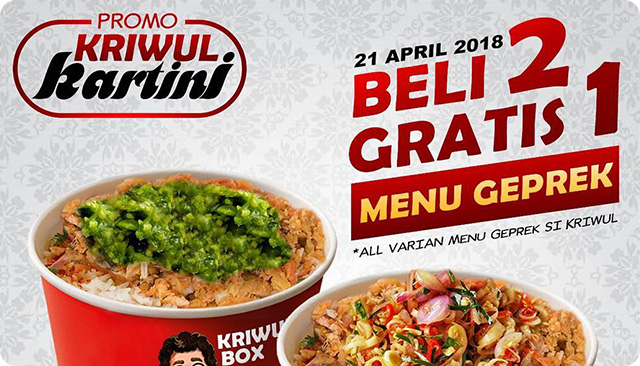 PROMO
KRIWUL
Kartini
21 APRIL 2018
BELI 2
GRATIS 1
MENU GEPREK
*ALL VARIAN MENU GEPREK SI KRIWUL
KRIWUL
BOX